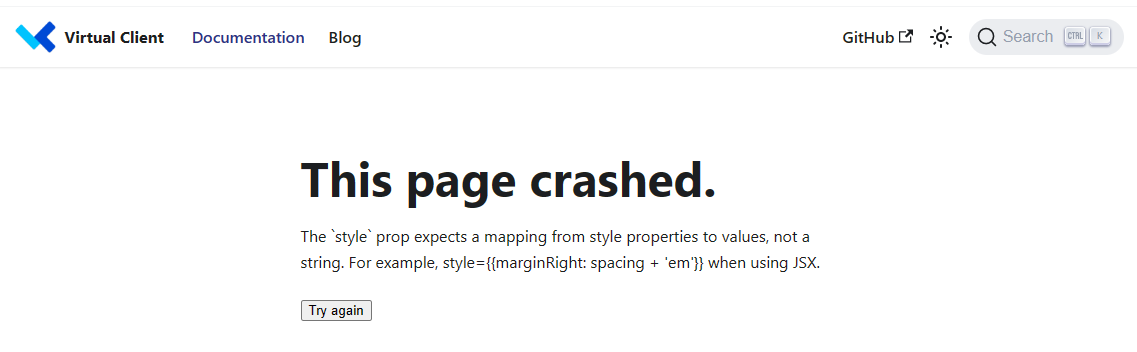 Virtual Client Documentation Blog GitHub Search CTRL K
This page crashed.
The `style` prop expects a mapping from style properties to values, not a
string. For example, style={{marginRight: spacing + 'em'}} when using JSX.
Try again